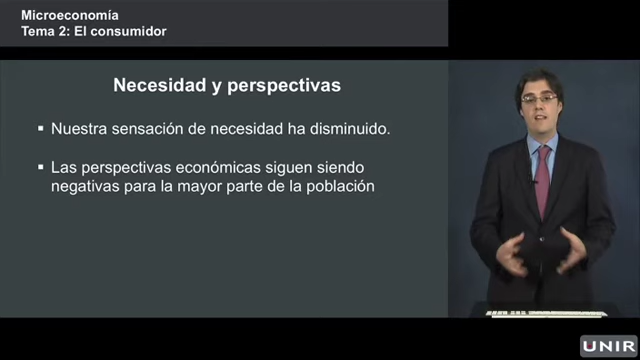 Microeconomía
Tema 2: El consumidor
Necesidad y perspectivas
Nuestra sensación de necesidad ha disminuido.
Las perspectivas económicas siguen siendo
negativas para la mayor parte de la población
UNIR